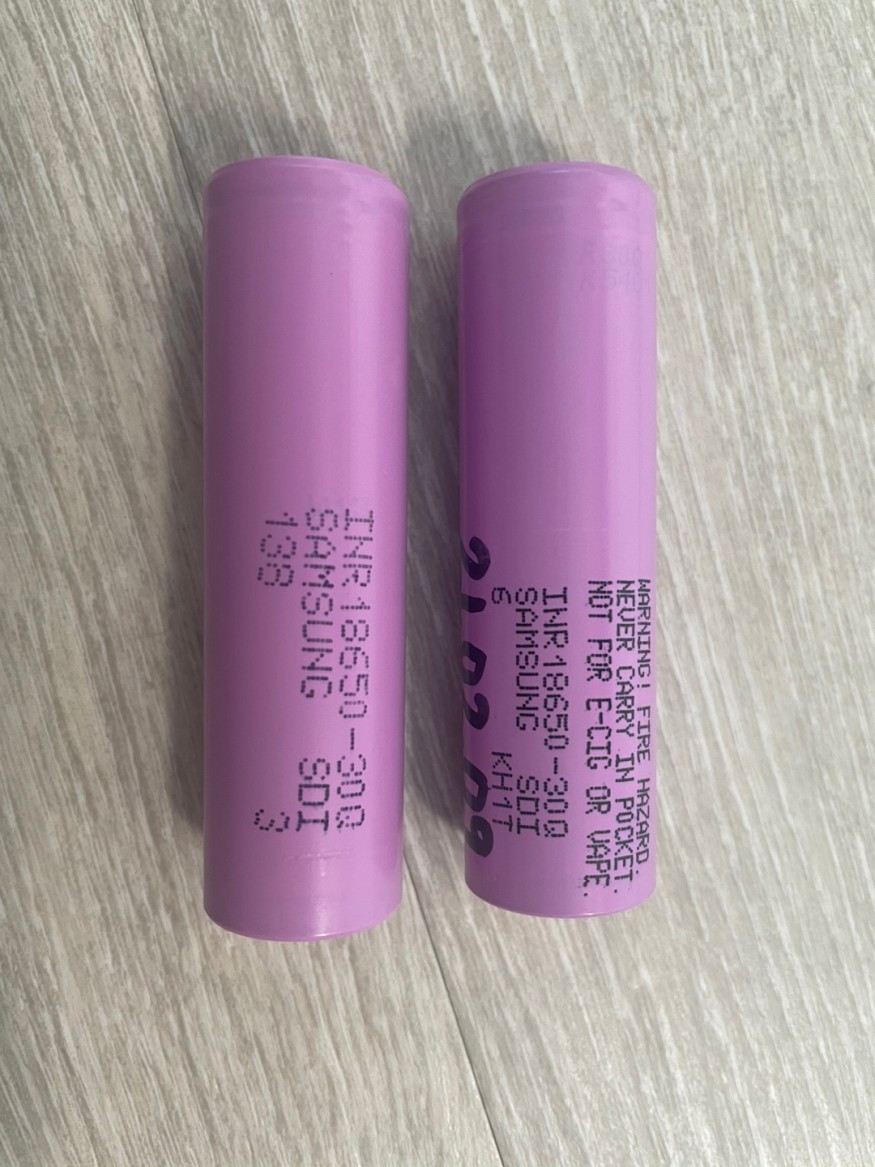 INR18650-30Q
SAMSUNG SDI
138 3
WARNING! FIRE HAZARD.
NEVER CARRY IN POCKET.
NOT FOR E-CIG OR VAPE.
INR18650-30Q
SAMSUNG SDI
6 KH1T